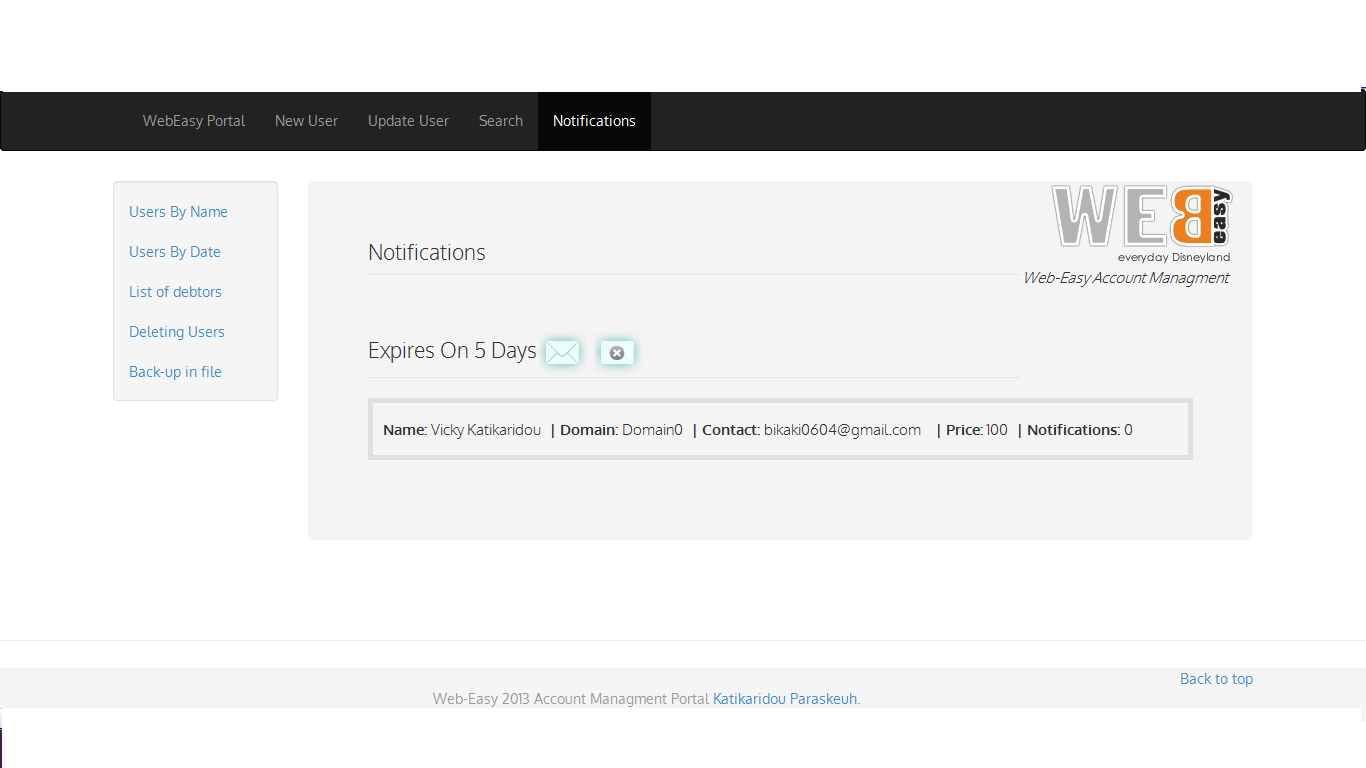 WebEasy Portal New User Update User Search Notifications
Users By Name
Users By Date
List of debtors
Deleting Users
Back-up in file
WEB easy
everyday Disneyland
Web-Easy Account Managment
Notifications
Expires On 5 Days
Name: Vicky Katikaridou | Domain: Domain0 | Contact: bikaki0604@gmail.com | Price: 100 | Notifications: 0
Back to top
Web-Easy 2013 Account Managment Portal Katikaridou Paraskeuh.